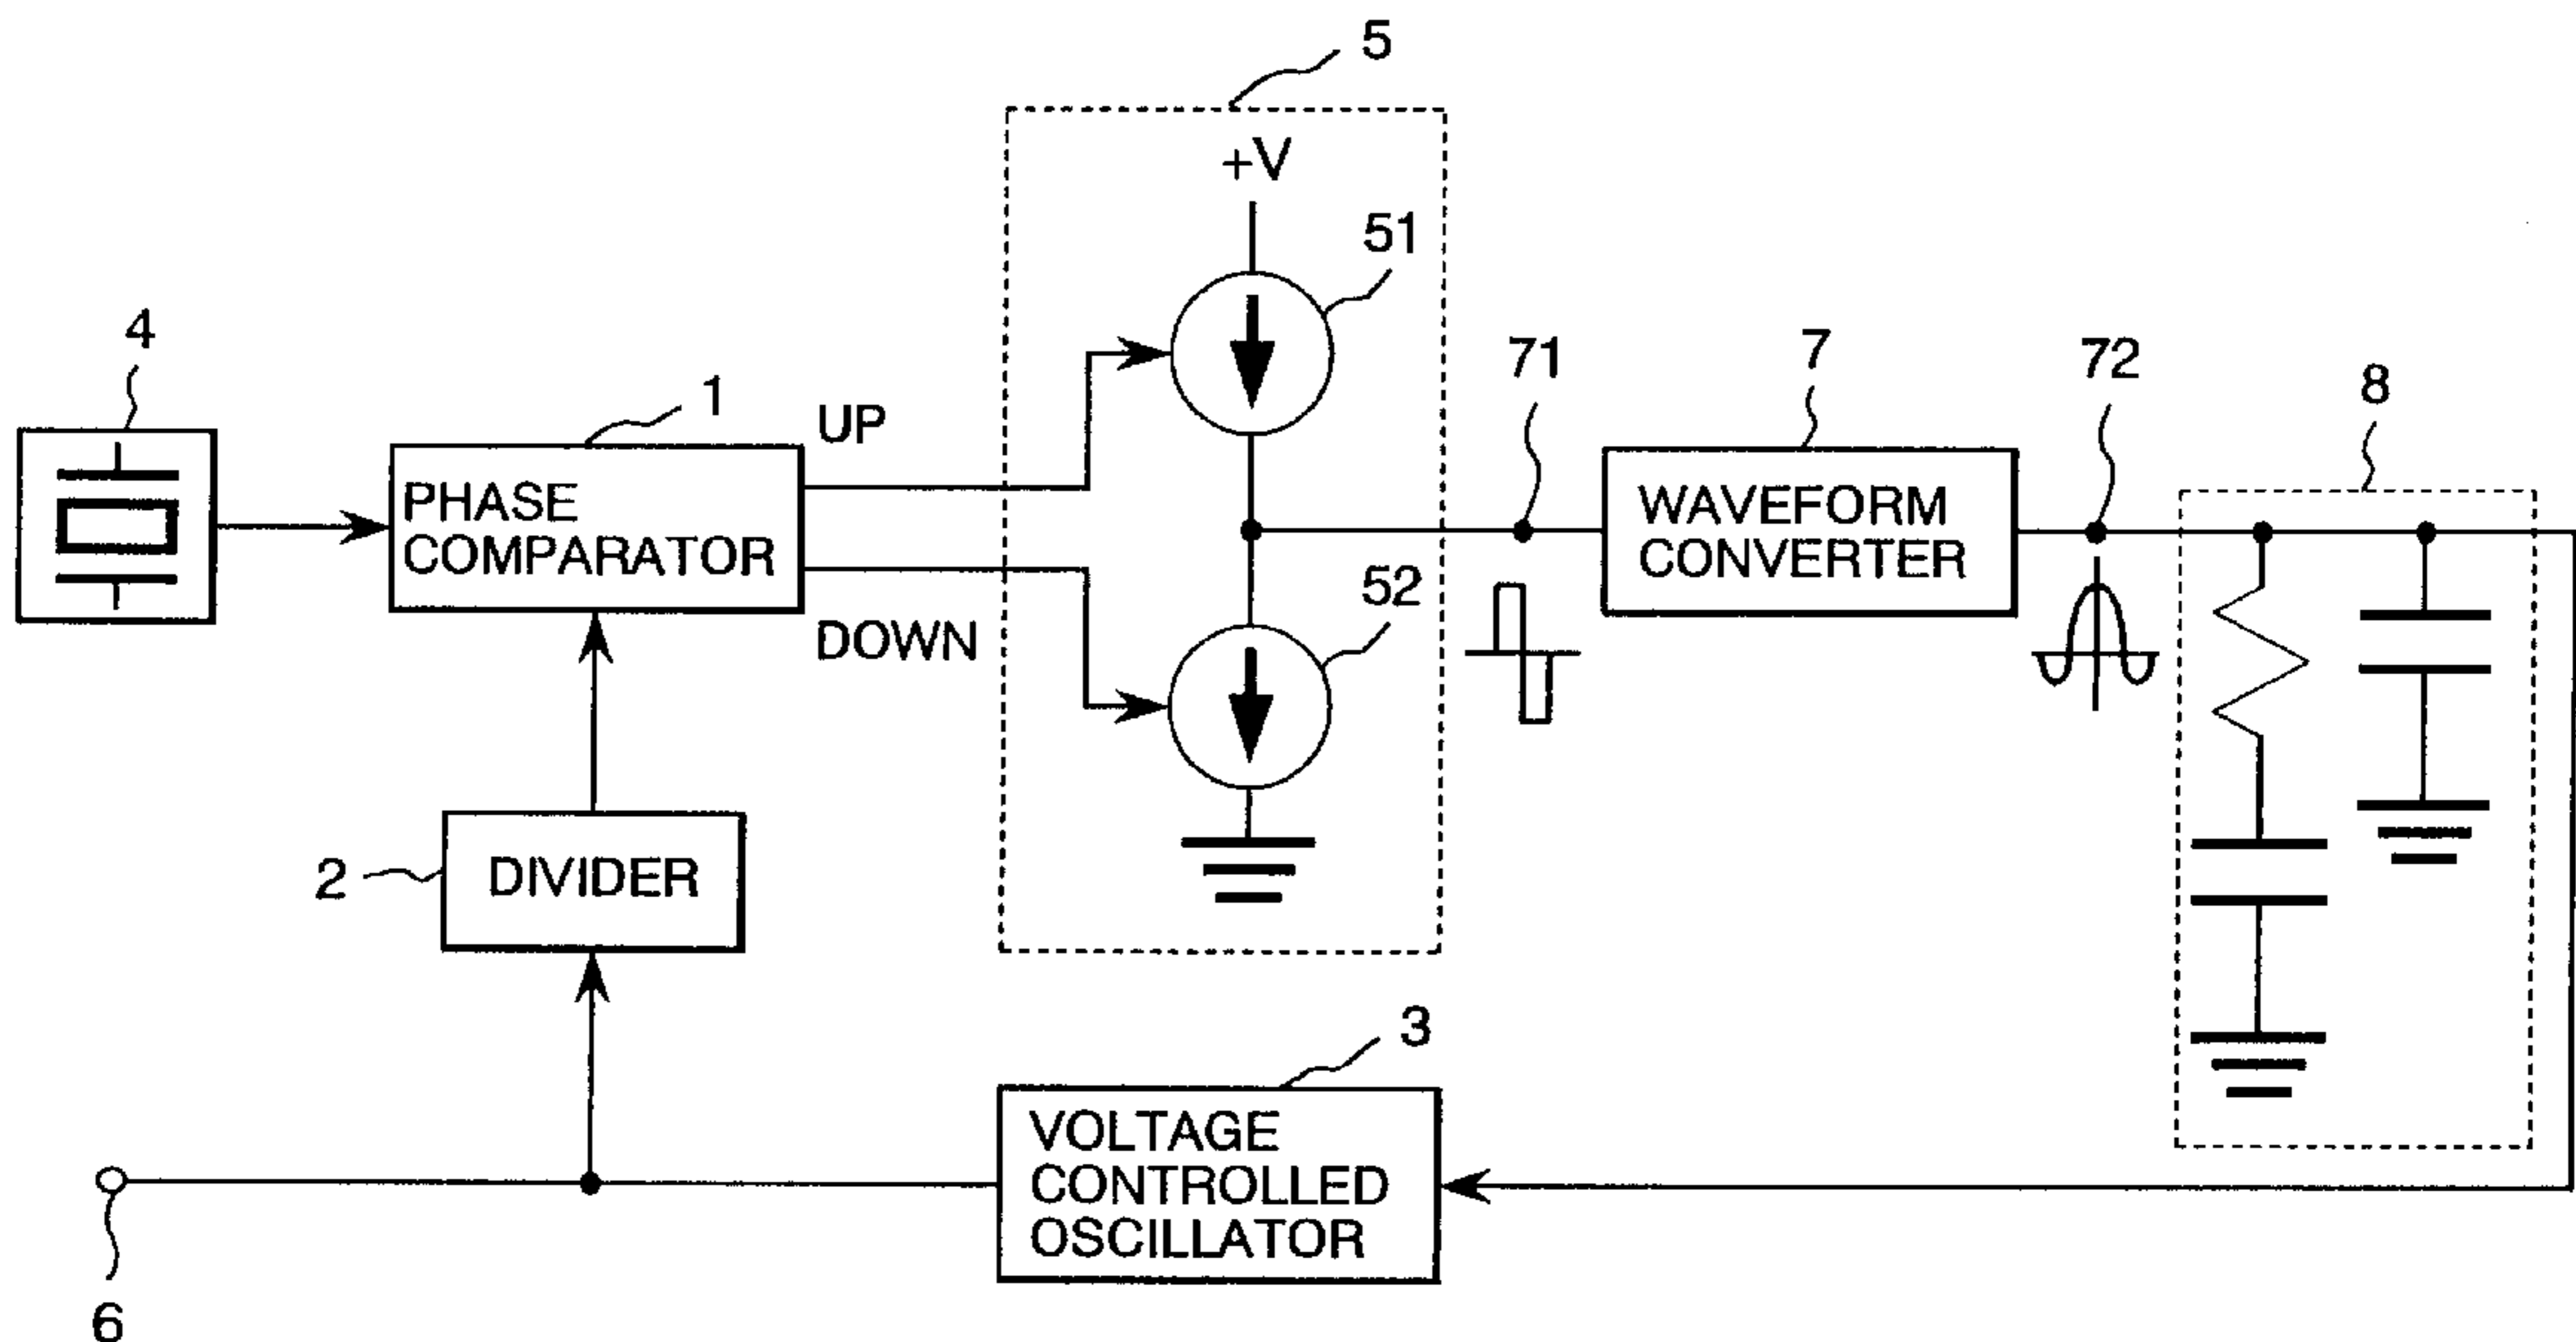 5
+V
51
4
1
UP
71
7
72
8
PHASE
COMPARATOR
WAVEFORM
CONVERTER
52
DOWN
2
DIVIDER
3
VOLTAGE
CONTROLLED
OSCILLATOR
6